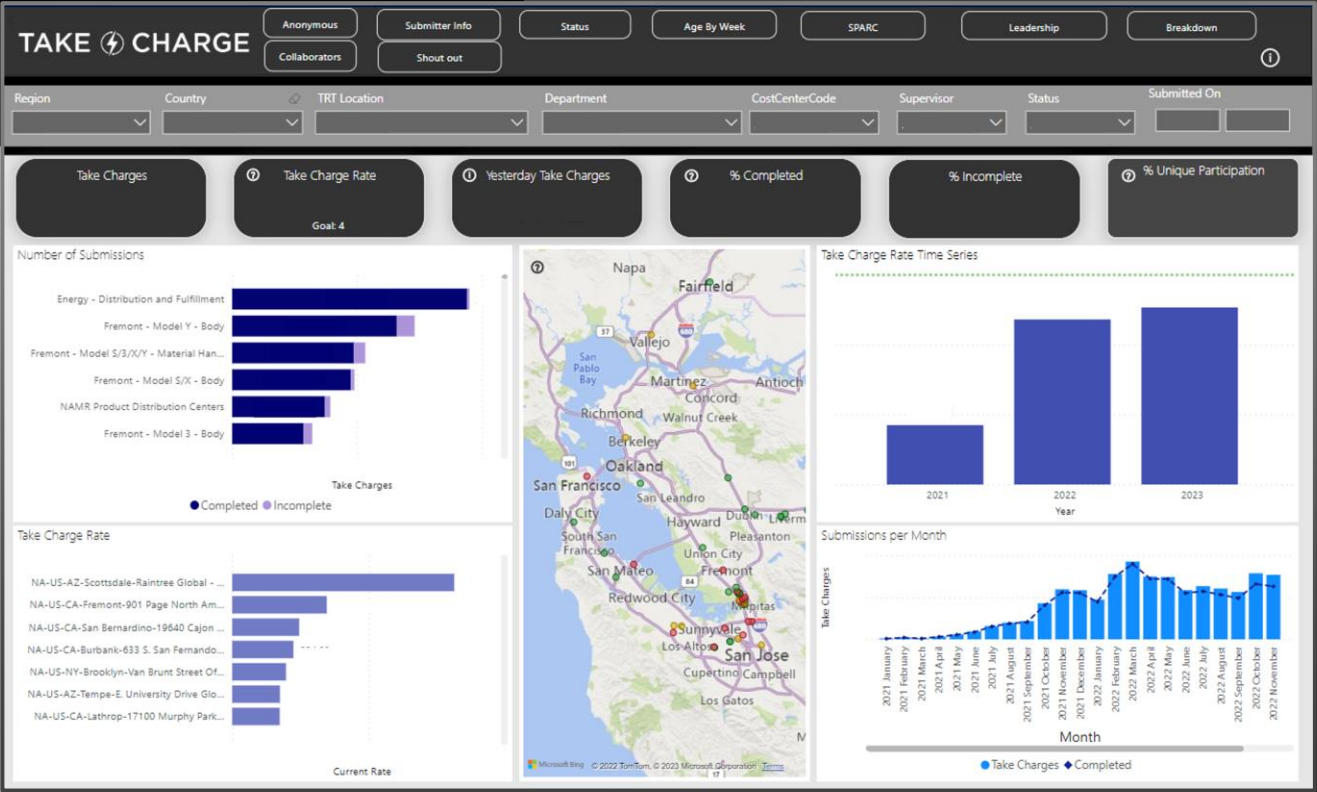 TAKE CHARGE
Anonymous
Submitter Info
Status
Age By Week
SPARC
Leadership
Breakdown
Collaborators
Shout out
Region
Country
TRT Location
Department
CostCenterCode
Supervisor
Status
Submitted On
Take Charges
Take Charge Rate
Goal: 4
Yesterday Take Charges
% Completed
% Incomplete
% Unique Participation
Number of Submissions
Energy - Distribution and Fulfillment
Fremont - Model Y - Body
Fremont - Model S/3/X/Y - Material Han...
Fremont - Model S/X - Body
NAMR Product Distribution Centers
Fremont - Model 3 - Body
Take Charges
Completed Incomplete
Take Charge Rate
NA-US-AZ-Scottsdale-Raintree Global - ...
NA-US-CA-Fremont-901 Page North Am...
NA-US-CA-San Bernardino-19640 Cajon ...
NA-US-CA-Burbank-633 S. San Fernando...
NA-US-NY-Brooklyn-Van Brunt Street Of...
NA-US-AZ-Tempe-E. University Drive Glo...
NA-US-CA-Lathrop-17100 Murphy Park...
Current Rate
Napa
Fairfield
37
680
Vallejo
San
Pablo
Bay
Martinez
Antioch
Concord
Richmond
Walnut Creek
Berkeley
101
Oakland
San Francisco
San Leandro
Daly City
Hayward
Dublin
Liverm
South San
Francisco
Pleasanton
Union City
San Mateo
Fremont
84
Redwood City
Milpitas
Sunnyvale
680
Los Altos
San Jose
Cupertino
Campbell
Los Gatos
M
17
Microsoft Bing
© 2022 TomTom, © 2023 Microsoft Corporation Terms
Take Charge Rate Time Series
2021
2022
2023
Year
Submissions per Month
Take Charges
2021 January
2021 February
2021 March
2021 April
2021 May
2021 June
2021 July
2021 August
2021 September
2021 October
2021 November
2021 December
2022 January
2022 February
2022 March
2022 April
2022 May
2022 June
2022 July
2022 August
2022 September
2022 October
2022 November
Month
Take Charges Completed